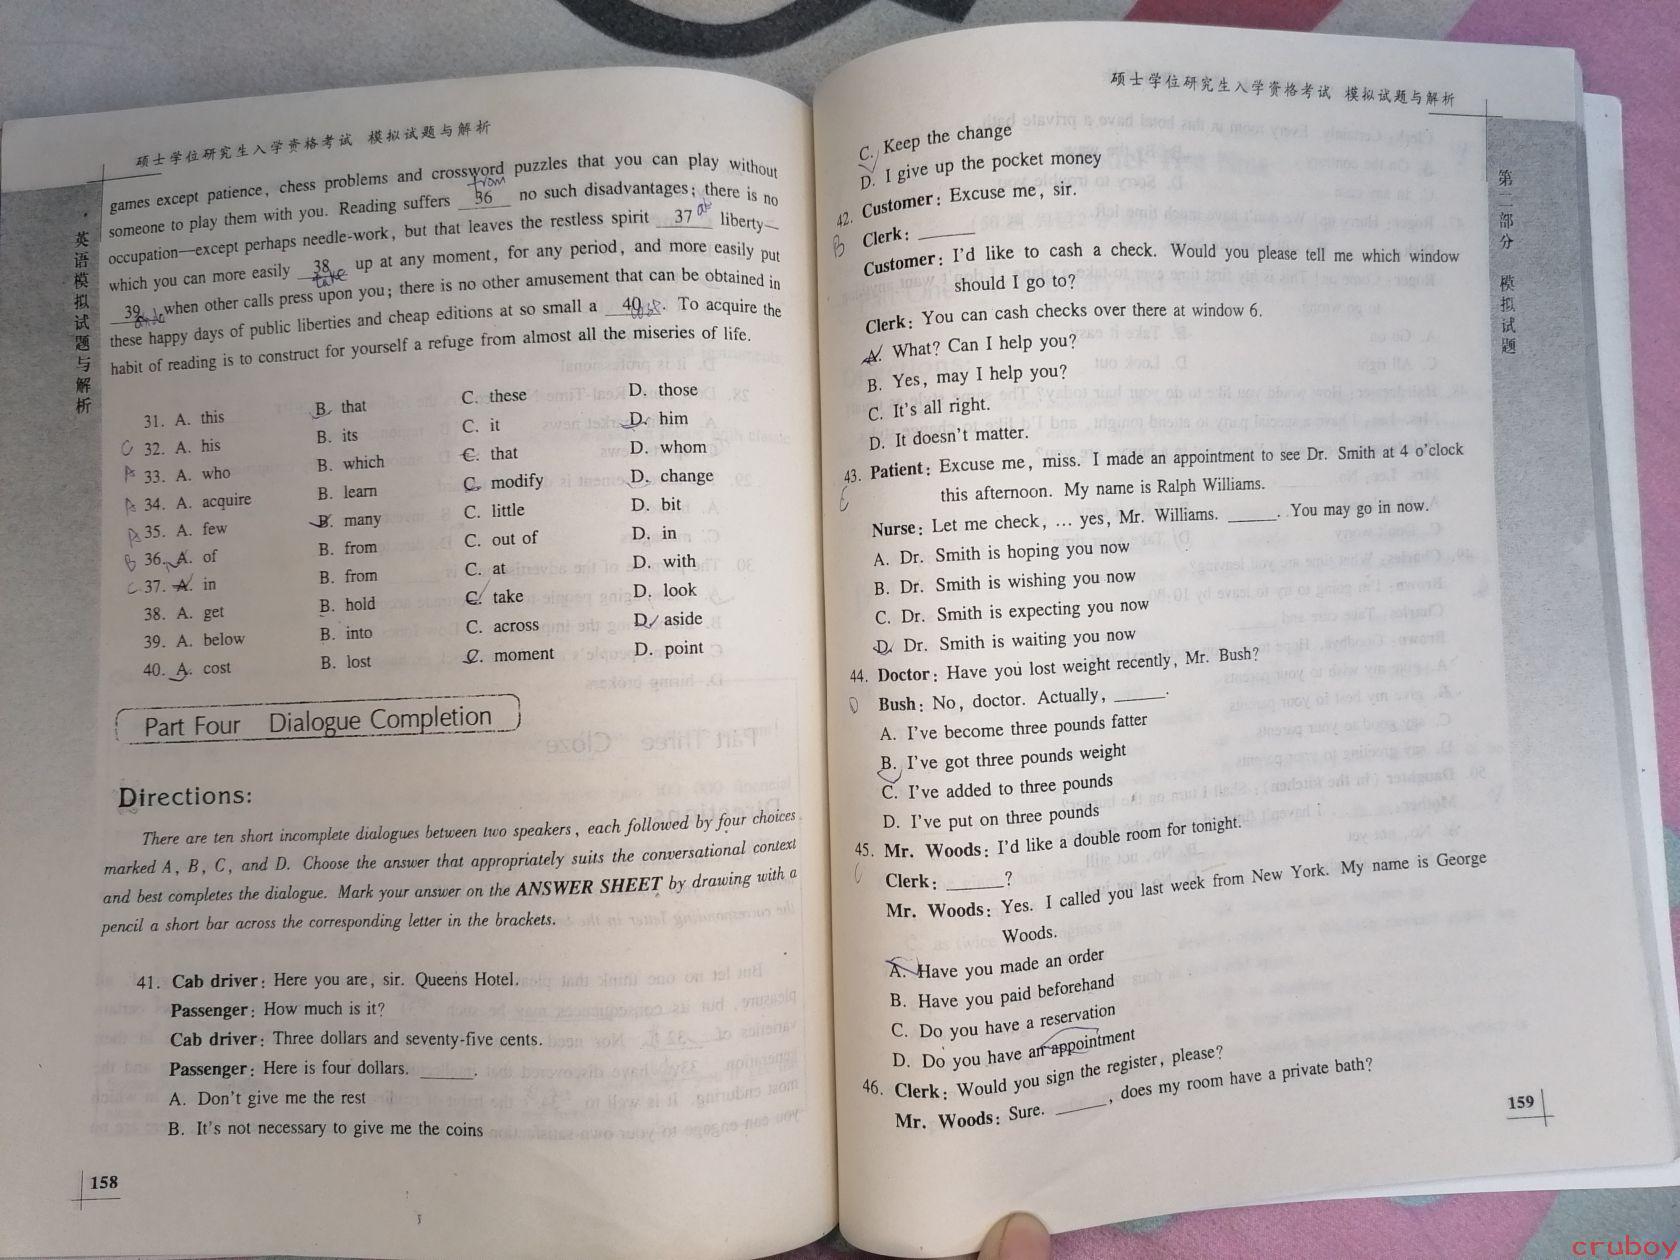 硕士学位研究生入学资格考试 模拟试题与解析
英语模拟试题与解析
games except patience, chess problems and crossword puzzles that you can play without
someone to play them with you. Reading suffers 36 no such disadvantages; there is no
from
occupation—except perhaps needle-work, but that leaves the restless spirit 37 liberty—
at
which you can more easily 38 up at any moment, for any period, and more easily put
take
39 when other calls press upon you; there is no other amusement that can be obtained in
these happy days of public liberties and cheap editions at so small a 40. To acquire the
habit of reading is to construct for yourself a refuge from almost all the miseries of life.
31. A. this B. that C. these D. those
C 32. A. his B. its C. it D. him
A 33. A. who B. which C. that D. whom
A 34. A. acquire B. learn C. modify D. change
A 35. A. few B. many C. little D. bit
B 36. A. of B. from C. out of D. in
C 37. A. in B. from C. at D. with
38. A. get B. hold C. take D. look
39. A. below B. into C. across D. aside
40. A. cost B. lost C. moment D. point
Part Four Dialogue Completion
Directions:
There are ten short incomplete dialogues between two speakers, each followed by four choices
marked A, B, C, and D. Choose the answer that appropriately suits the conversational context
and best completes the dialogue. Mark your answer on the ANSWER SHEET by drawing with a
pencil a short bar across the corresponding letter in the brackets.
41. Cab driver: Here you are, sir. Queens Hotel.
Passenger: How much is it?
Cab driver: Three dollars and seventy-five cents.
Passenger: Here is four dollars. ______.
A. Don't give me the rest
B. It's not necessary to give me the coins
158
硕士学位研究生入学资格考试 模拟试题与解析
第二部分 模拟试题
C. Keep the change
D. I give up the pocket money
42. Customer: Excuse me, sir.
B Clerk: ______
Customer: I'd like to cash a check. Would you please tell me which window
should I go to?
Clerk: You can cash checks over there at window 6.
A. What? Can I help you?
B. Yes, may I help you?
C. It's all right.
D. It doesn't matter.
43. Patient: Excuse me, miss. I made an appointment to see Dr. Smith at 4 o'clock
this afternoon. My name is Ralph Williams.
Nurse: Let me check, ... yes, Mr. Williams. ______. You may go in now.
A. Dr. Smith is hoping you now
B. Dr. Smith is wishing you now
C. Dr. Smith is expecting you now
D. Dr. Smith is waiting you now
44. Doctor: Have you lost weight recently, Mr. Bush?
D Bush: No, doctor. Actually, ______.
A. I've become three pounds fatter
B. I've got three pounds weight
C. I've added to three pounds
D. I've put on three pounds
45. Mr. Woods: I'd like a double room for tonight.
C Clerk: ______?
Mr. Woods: Yes. I called you last week from New York. My name is George
Woods.
A. Have you made an order
B. Have you paid beforehand
C. Do you have a reservation
D. Do you have an appointment
46. Clerk: Would you sign the register, please?
Mr. Woods: Sure. ______, does my room have a private bath?
159
cruboy